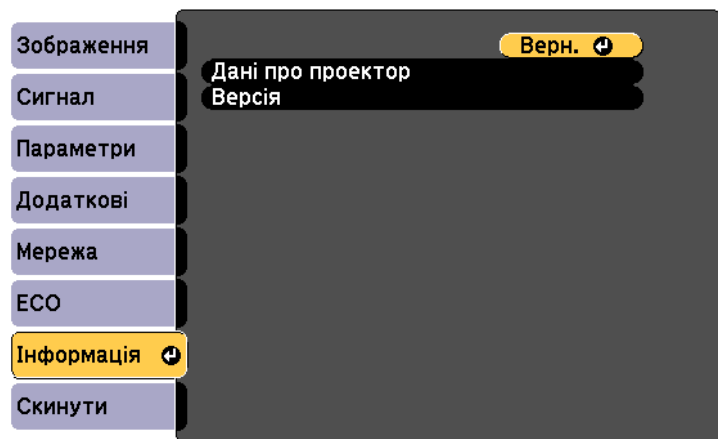 Зображення
Сигнал
Параметри
Додаткові
Мережа
ECO
Інформація
Скинути
Верн.
Дані про проектор
Версія